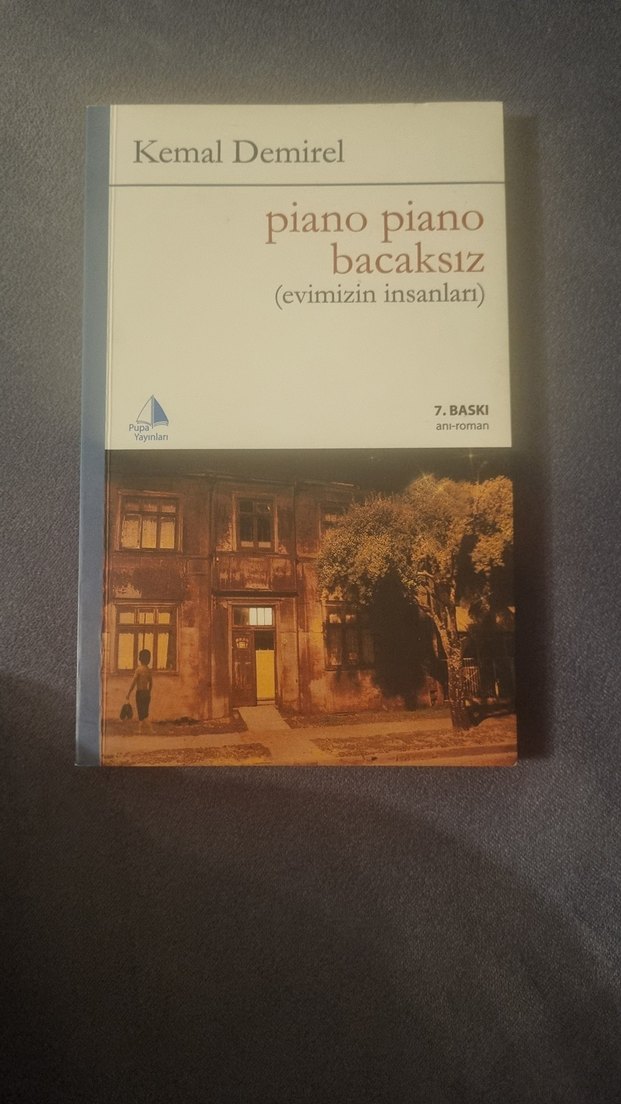 Kemal Demirel
piano piano
bacaksız
(evimizin insanları)
7. BASKI
anı-roman
Pupa
Yayınları